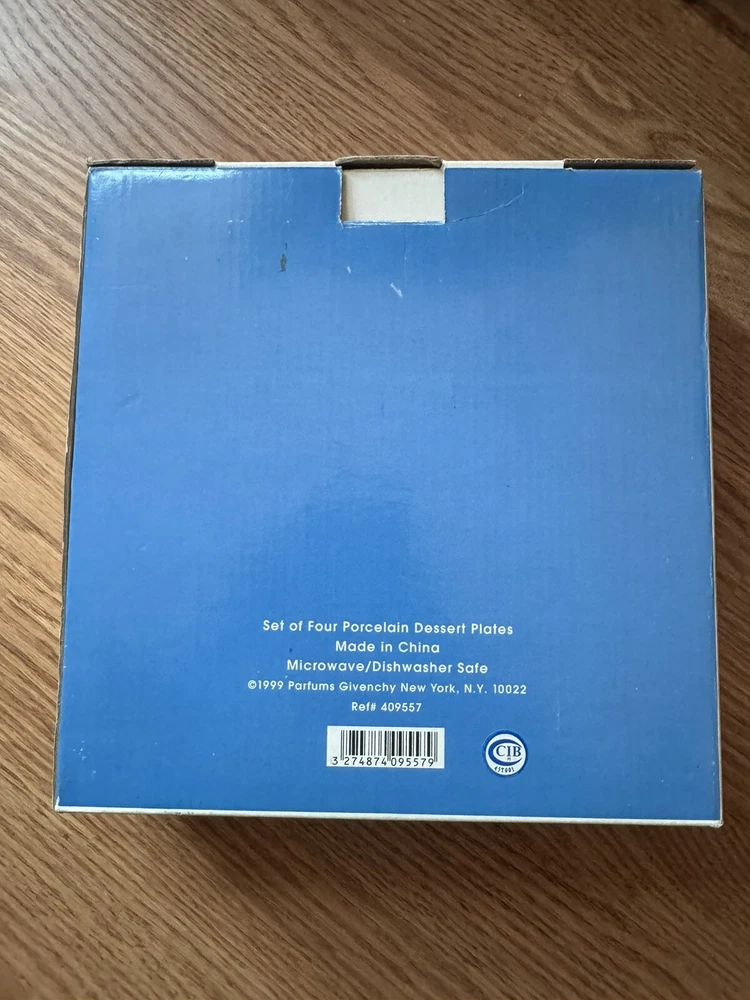 Set of Four Porcelain Dessert Plates
Made in China
Microwave/Dishwasher Safe
©1999 Parfums Givenchy New York, N.Y. 10022
Ref# 409557
3 274874 095579
CIB